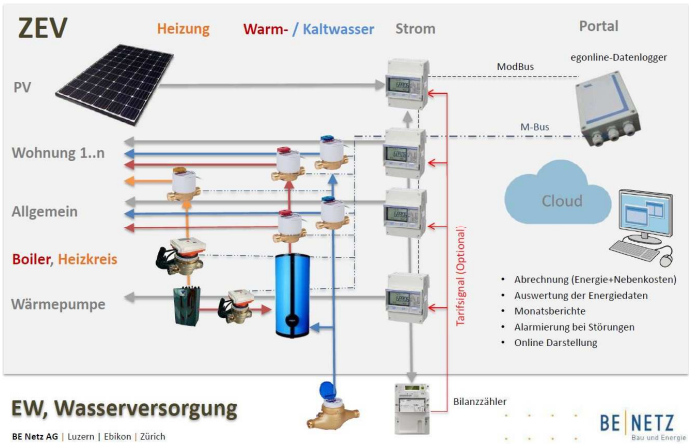 ZEV
Heizung
Warm- / Kaltwasser
Strom
Portal
ModBus
egonline-Datenlogger
PV
M-Bus
Wohnung 1..n
Allgemein
Cloud
Tarifsignal (Optional)
Boiler, Heizkreis
Wärmepumpe
• Abrechnung (Energie+Nebenkosten)
• Auswertung der Energiedaten
• Monatsberichte
• Alarmierung bei Störungen
• Online Darstellung
EW, Wasserversorgung
Bilanzzähler
BE Netz AG | Luzern | Ebikon | Zürich
BE|NETZ
Bau und Energie